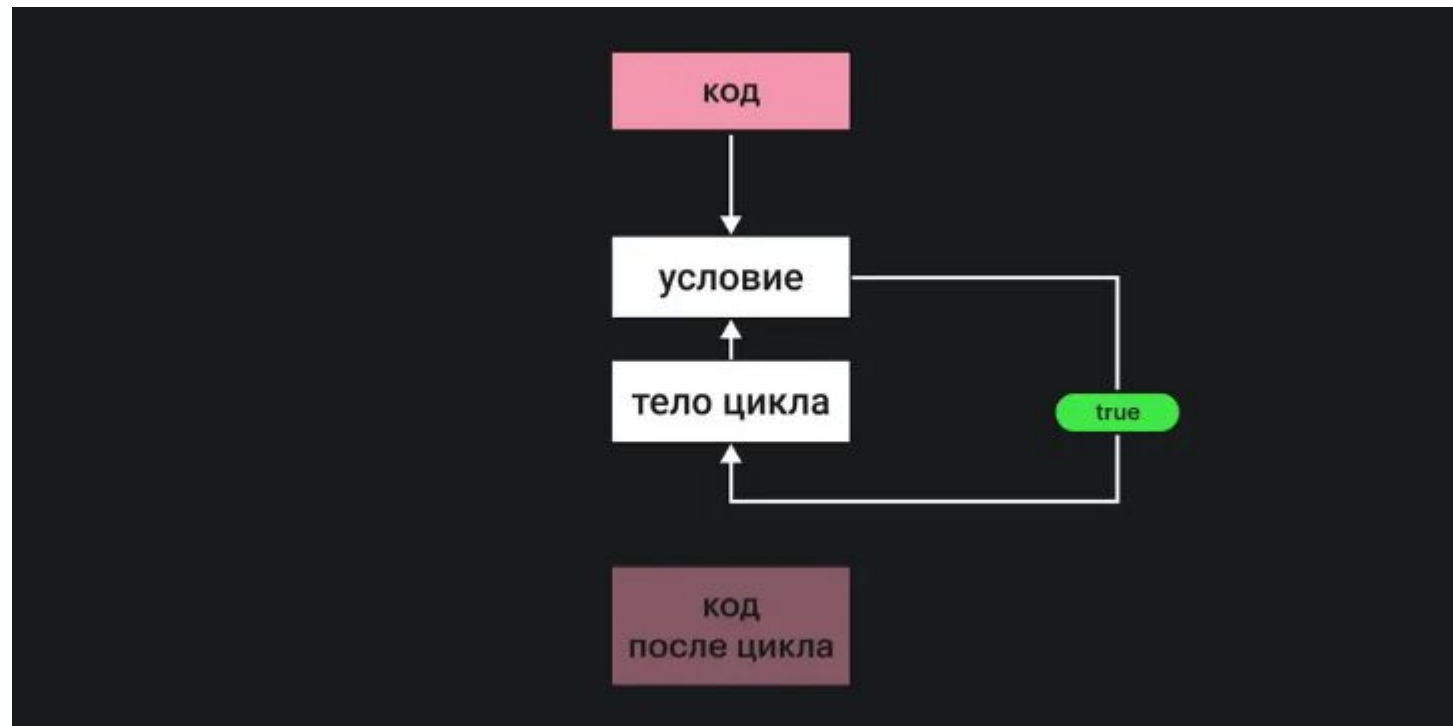 код
условие
тело цикла
true
код
после цикла